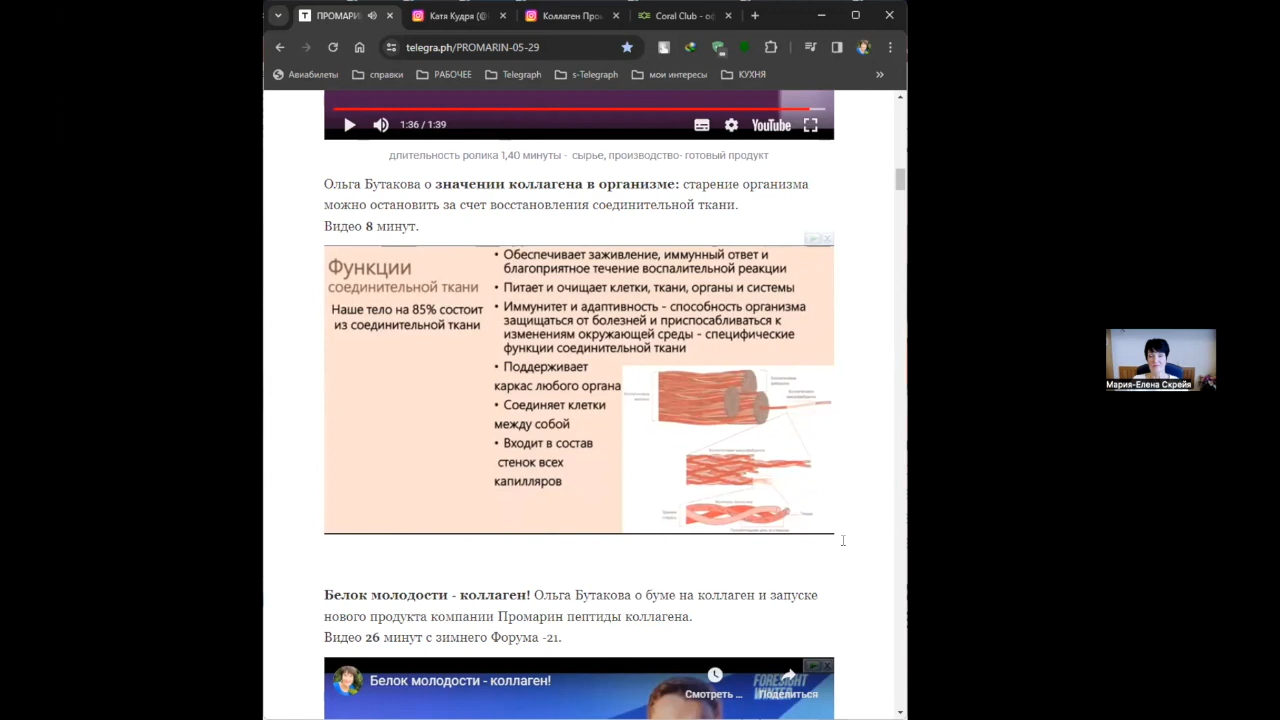 ПРОМАРИ
Катя Кудря (@
Коллаген Про
Coral Club - о
telegra.ph/PROMARIN-05-29
Авиабилеты
справки
РАБОЧЕЕ
Telegraph
s-Telegraph
мои интересы
КУХНЯ
1:36 / 1:39
YouTube
длительность ролика 1,40 минуты - сырье, производство- готовый продукт
Ольга Бутакова о значении коллагена в организме: старение организма
можно остановить за счет восстановления соединительной ткани.
Видео 8 минут.
Функции
соединительной ткани
Наше тело на 85% состоит
из соединительной ткани
• Обеспечивает заживление, иммунный ответ и
благоприятное течение воспалительной реакции
• Питает и очищает клетки, ткани, органы и системы
• Иммунитет и адаптивность - способность организма
защищаться от болезней и приспосабливаться к
изменениям окружающей среды - специфические
функции соединительной ткани
• Поддерживает
каркас любого органа
• Соединяет клетки
между собой
• Входит в состав
стенок всех
капилляров
Белок молодости - коллаген! Ольга Бутакова о буме на коллаген и запуске
нового продукта компании Промарин пептиды коллагена.
Видео 26 минут с зимнего Форума -21.
Белок молодости - коллаген!
Смотреть ...
Поделиться
FORESIGHT
WINTER
Мария-Елена Скрейя